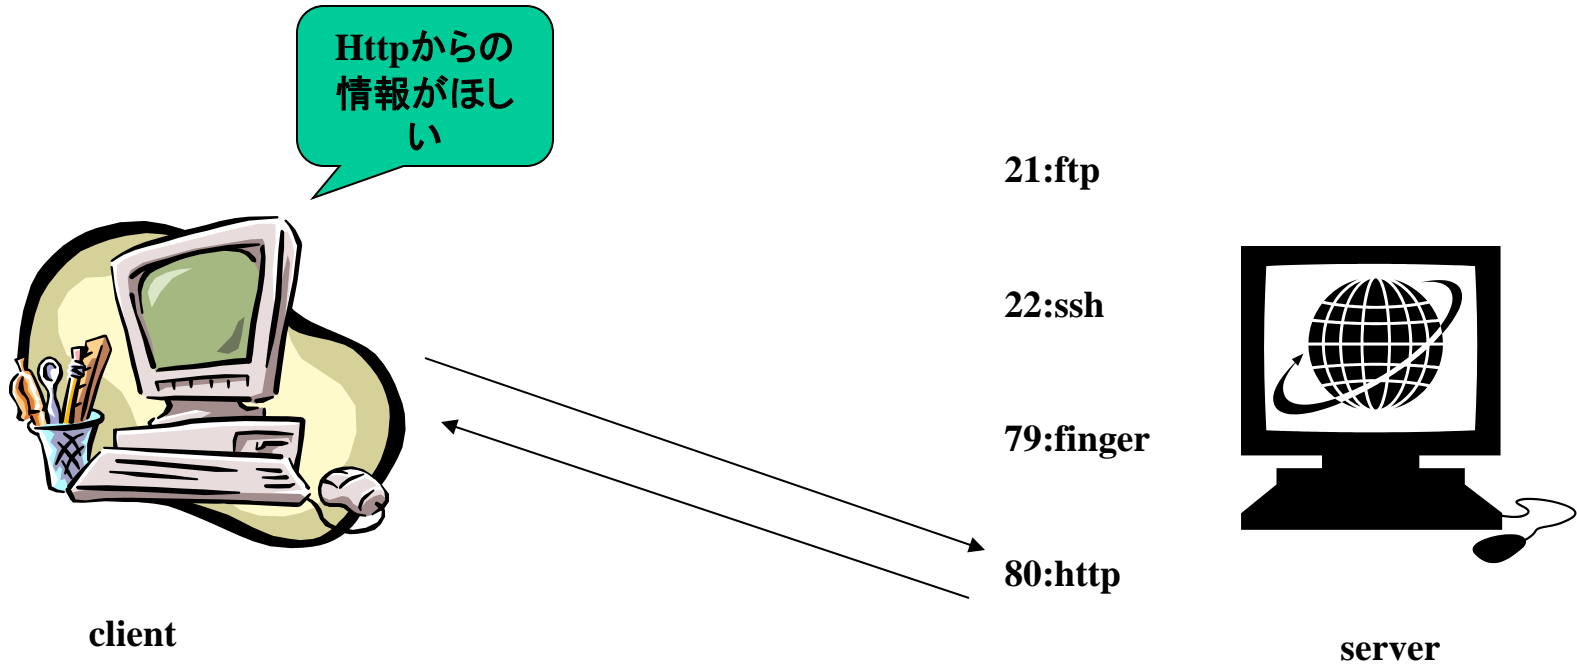 Httpからの
情報がほし
い
21:ftp
22:ssh
79:finger
80:http
client
server